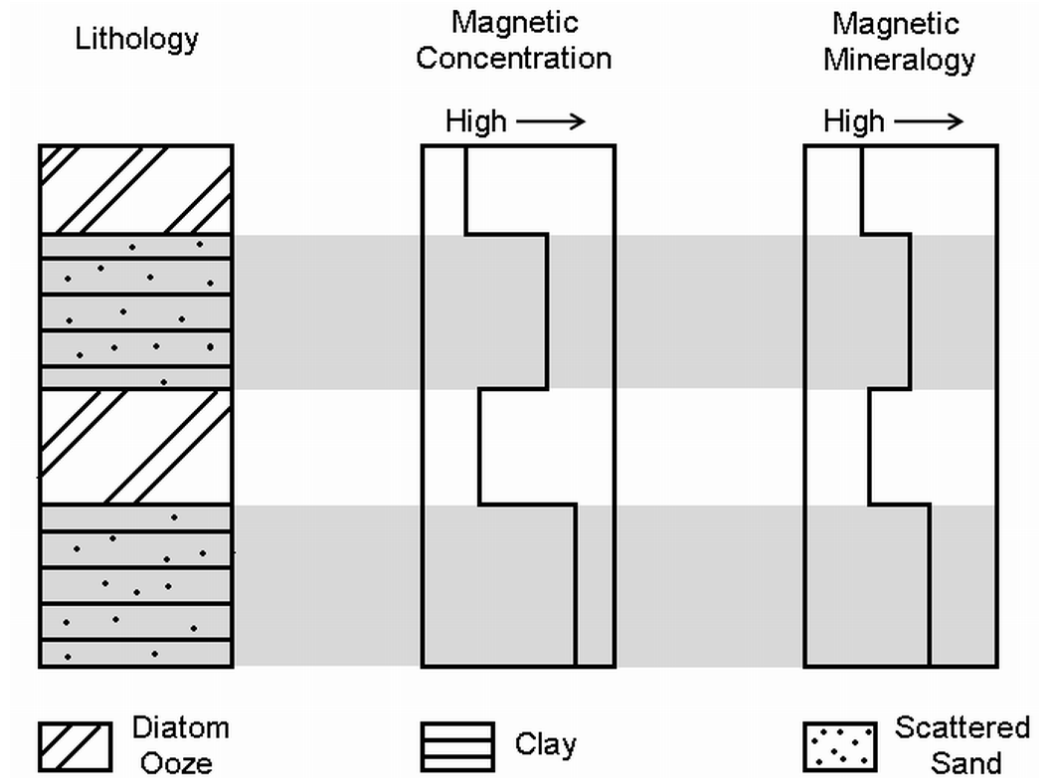 Lithology
Magnetic
Concentration
Magnetic
Mineralogy
High
High
Diatom
Ooze
Clay
Scattered
Sand